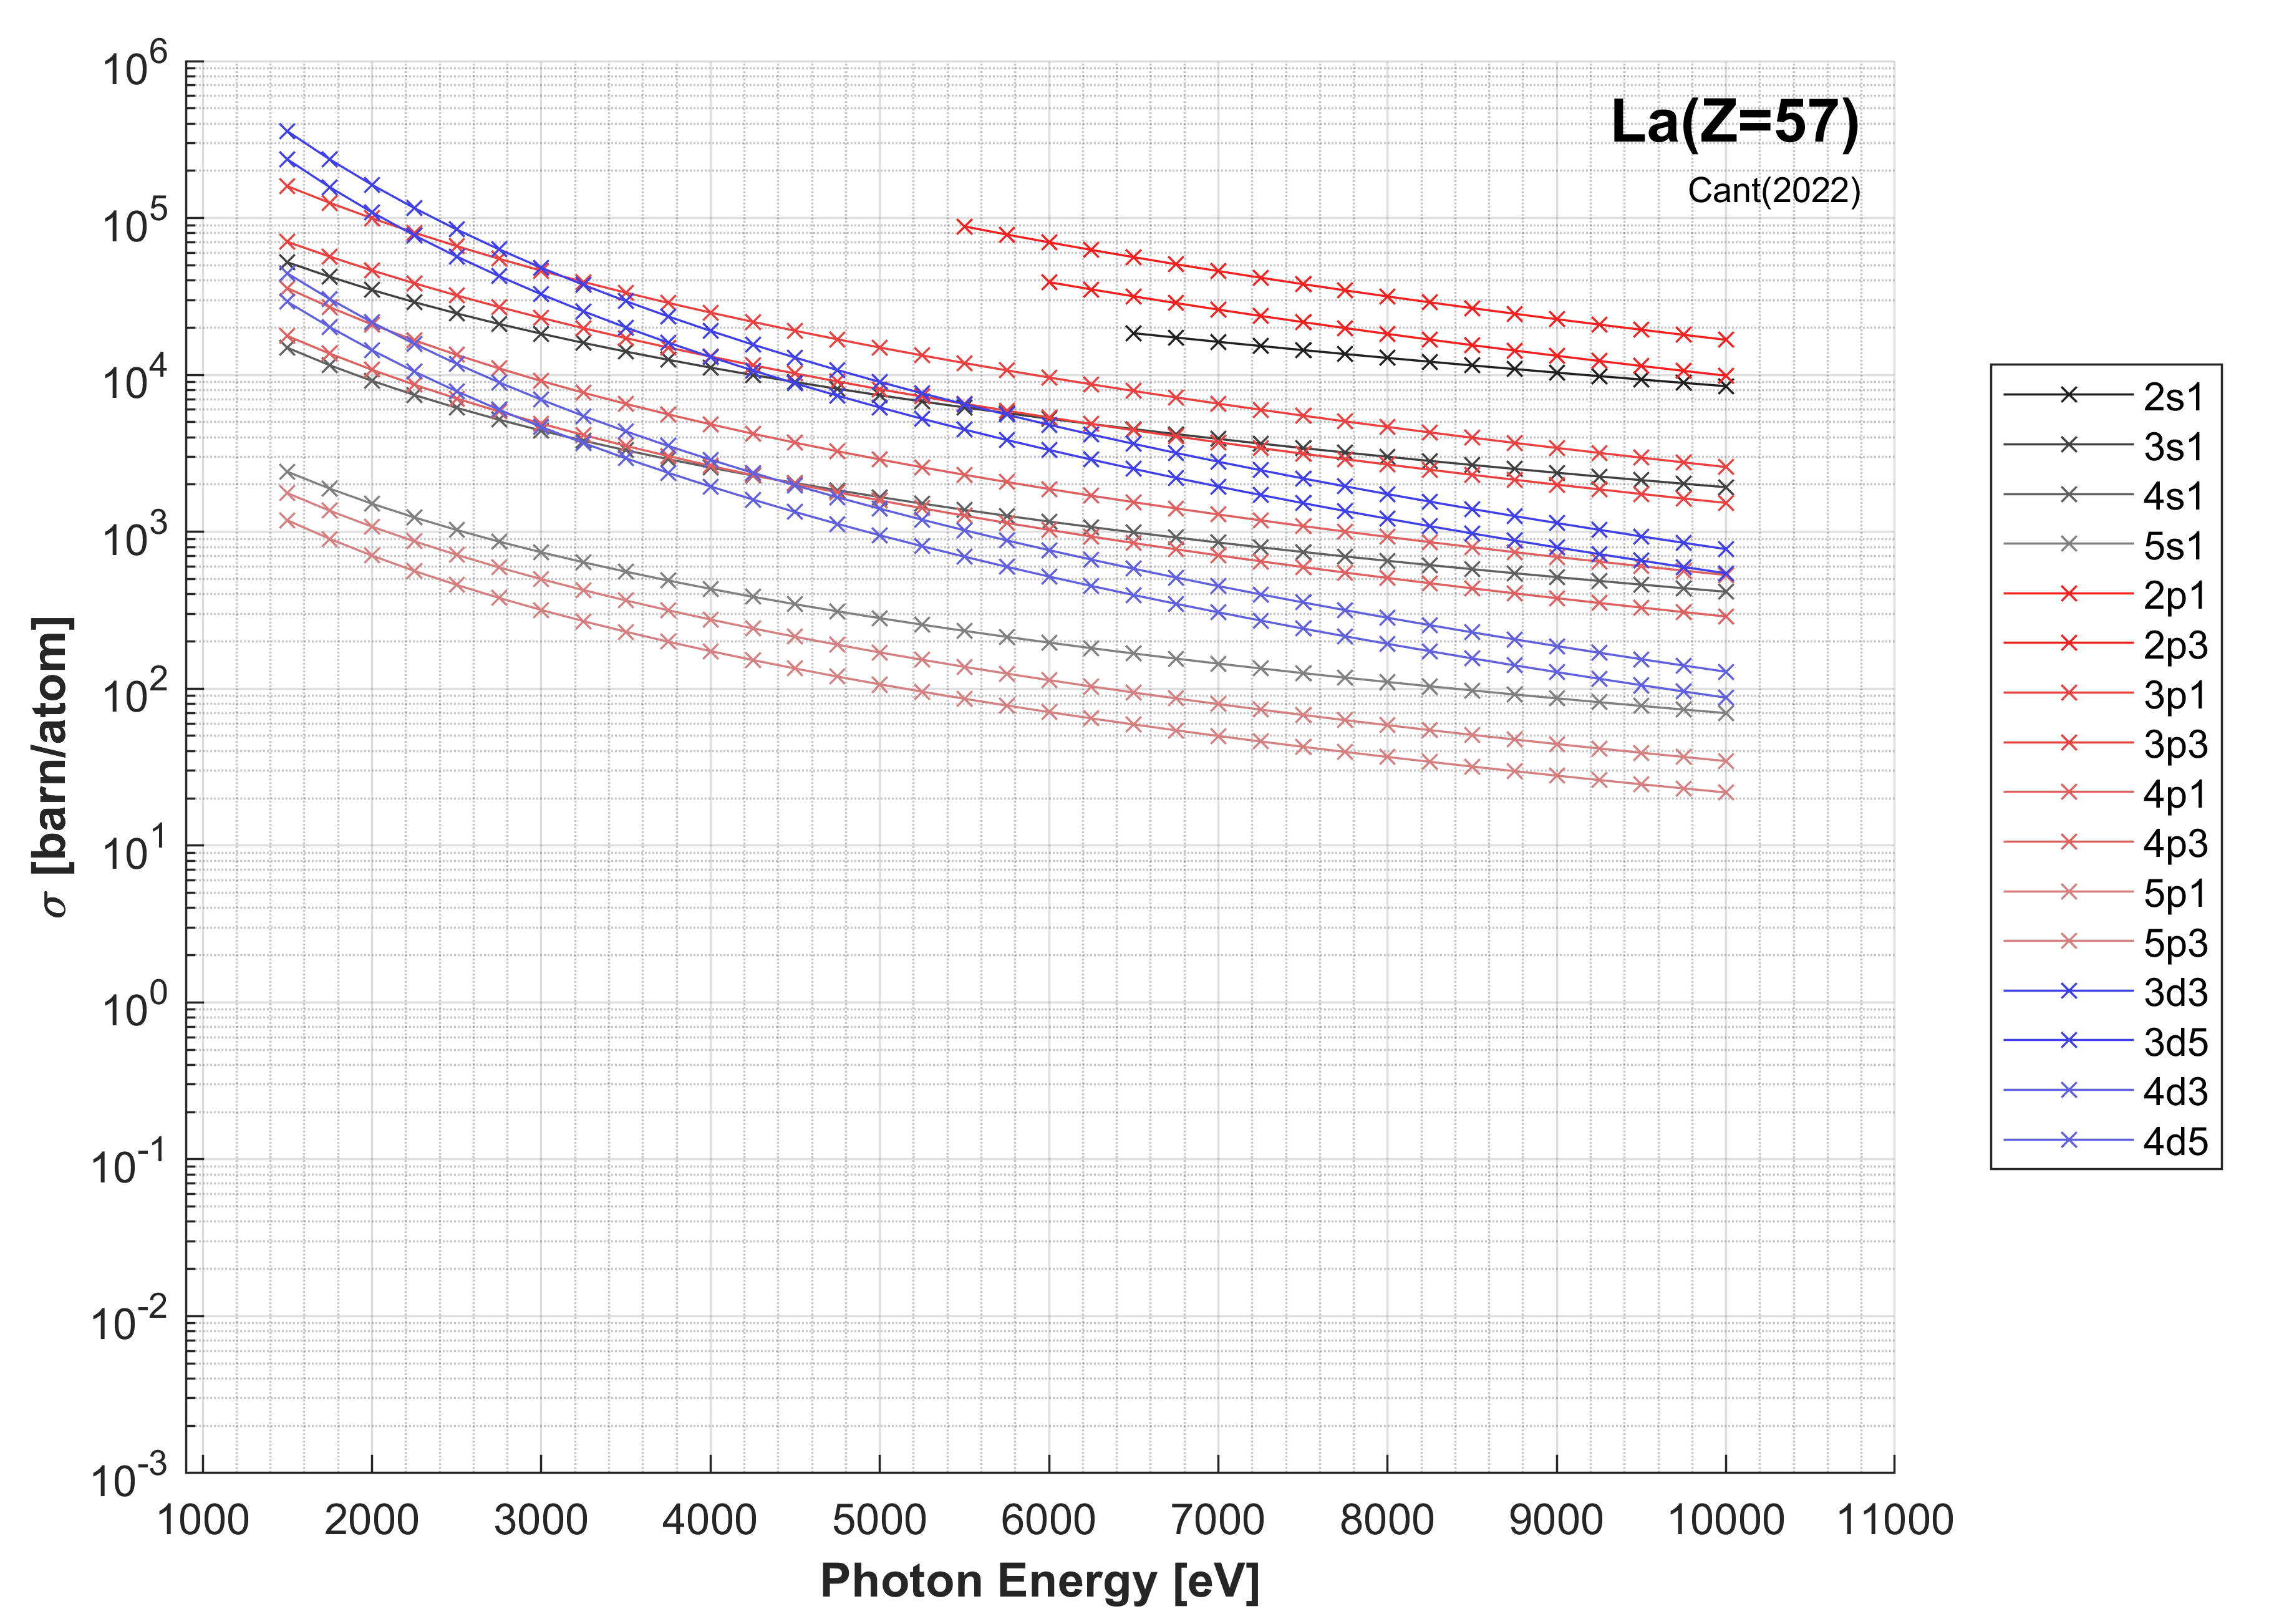 La(Z=57)
Cant(2022)
σ [barn/atom]
10^6
10^5
10^4
10^3
10^2
10^1
10^0
10^-1
10^-2
10^-3
1000 2000 3000 4000 5000 6000 7000 8000 9000 10000 11000
Photon Energy [eV]
2s1
3s1
4s1
5s1
2p1
2p3
3p1
3p3
4p1
4p3
5p1
5p3
3d3
3d5
4d3
4d5